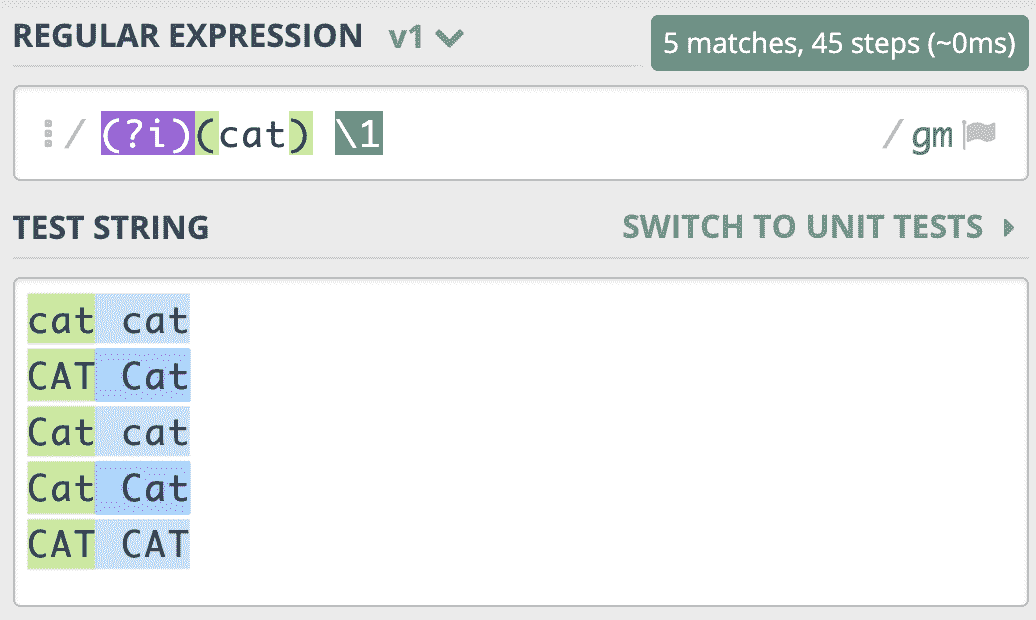 REGULAR EXPRESSION v1 5 matches, 45 steps (~0ms)
/ (?i)(cat) \1 / gm
TEST STRING SWITCH TO UNIT TESTS
cat cat
CAT Cat
Cat cat
Cat Cat
CAT CAT